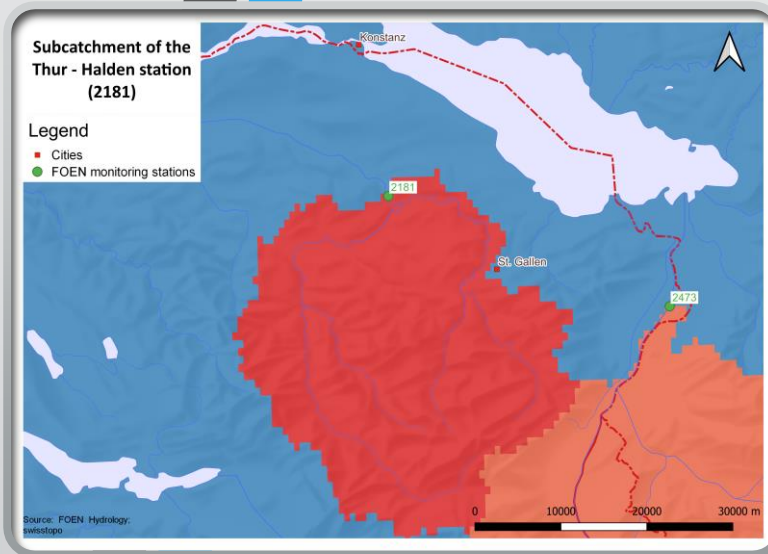 Subcatchment of the
Thur - Halden station
(2181)
Legend
Cities
FOEN monitoring stations
Konstanz
2181
St. Gallen
2473
0 10000 20000 30000 m
Source: FOEN Hydrology;
swisstopo